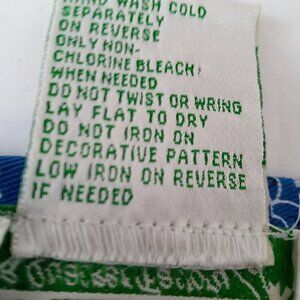 HAND WASH COLD
SEPARATELY
ON REVERSE
ONLY NON-
CHLORINE BLEACH
WHEN NEEDED
DO NOT TWIST OR WRING
LAY FLAT TO DRY
DO NOT IRON ON
DECORATIVE PATTERN
LOW IRON ON REVERSE
IF NEEDED